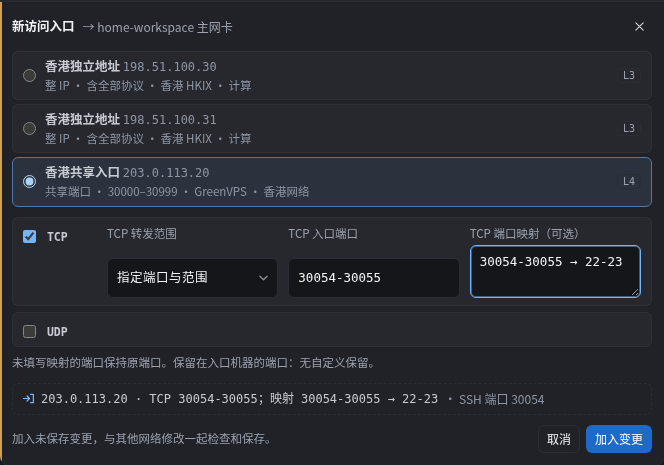 新访问入口 → home-workspace 主网卡 ×
香港独立地址 198.51.100.30
整 IP · 含全部协议 · 香港 HKIX · 计算
L3
香港独立地址 198.51.100.31
整 IP · 含全部协议 · 香港 HKIX · 计算
L3
香港共享入口 203.0.113.20
共享端口 · 30000–30999 · GreenVPS · 香港网络
L4
TCP
TCP 转发范围
TCP 入口端口
TCP 端口映射（可选）
指定端口与范围
30054-30055
30054-30055 → 22-23
UDP
未填写映射的端口保持原端口。保留在入口机器的端口：无自定义保留。
203.0.113.20 · TCP 30054-30055；映射 30054-30055 → 22-23 · SSH 端口 30054
加入未保存变更，与其他网络修改一起检查和保存。
取消
加入变更